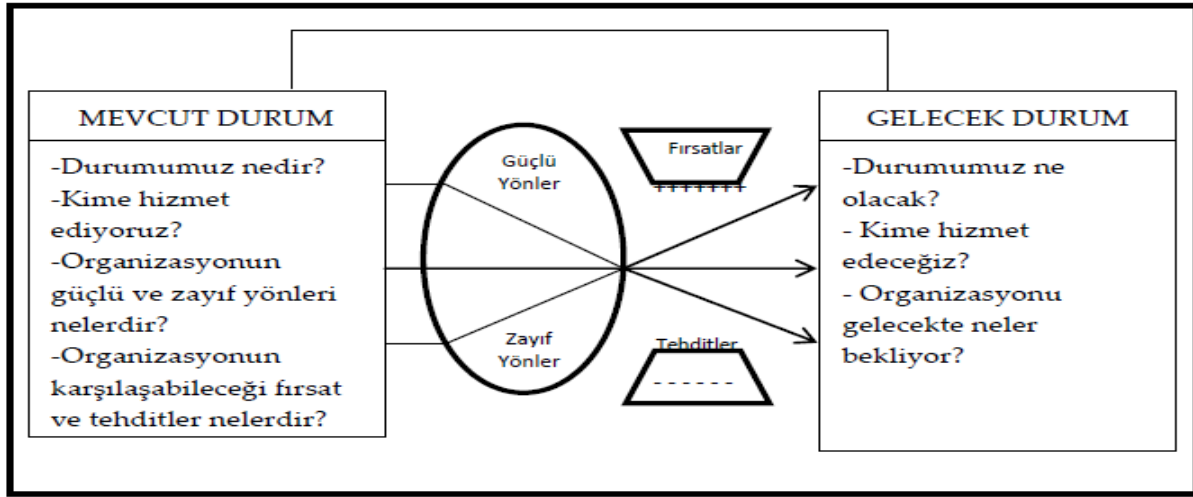 MEVCUT DURUM
-Durumumuz nedir?
-Kime hizmet
ediyoruz?
-Organizasyonun
güçlü ve zayıf yönleri
nelerdir?
-Organizasyonun
karşılaşabileceği fırsat
ve tehditler nelerdir?
Güçlü
Yönler
Zayıf
Yönler
Fırsatlar
+++++++
Tehditler
- - - - - -
GELECEK DURUM
-Durumumuz ne
olacak?
- Kime hizmet
edeceğiz?
- Organizasyonu
gelecekte neler
bekliyor?